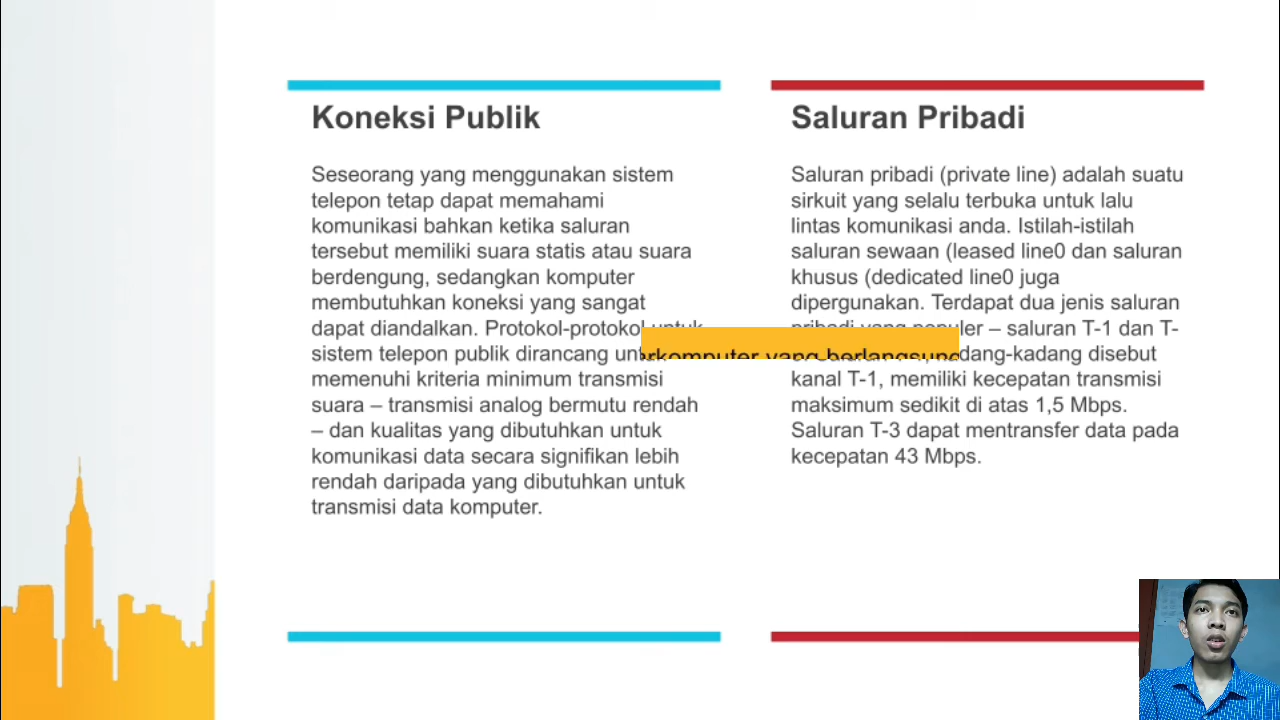 Koneksi Publik
Seseorang yang menggunakan sistem
telepon tetap dapat memahami
komunikasi bahkan ketika saluran
tersebut memiliki suara statis atau suara
berdengung, sedangkan komputer
membutuhkan koneksi yang sangat
dapat diandalkan. Protokol-protokol untuk
sistem telepon publik dirancang
memenuhi kriteria minimum transmisi
suara – transmisi analog bermutu rendah
– dan kualitas yang dibutuhkan untuk
komunikasi data secara signifikan lebih
rendah daripada yang dibutuhkan untuk
transmisi data komputer.
Saluran Pribadi
Saluran pribadi (private line) adalah suatu
sirkuit yang selalu terbuka untuk lalu
lintas komunikasi anda. Istilah-istilah
saluran sewaan (leased line0 dan saluran
khusus (dedicated line0 juga
dipergunakan. Terdapat dua jenis saluran
pribadi yang populer – saluran T-1 dan T-
disebut
kanal T-1, memiliki kecepatan transmisi
maksimum sedikit di atas 1,5 Mbps.
Saluran T-3 dapat mentransfer data pada
kecepatan 43 Mbps.
yang berlangsung